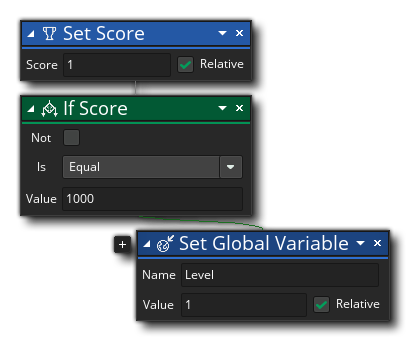 Set Score
Score 1 Relative
If Score
Not
Is Equal
Value 1000
Set Global Variable
Name Level
Value 1 Relative